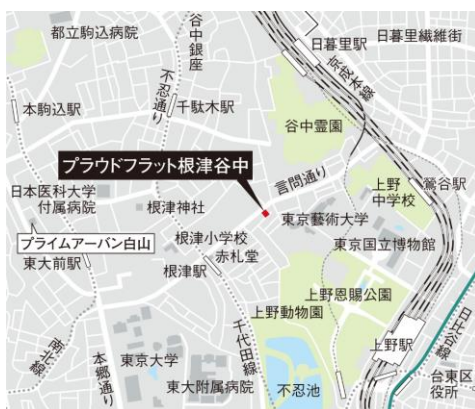 都立駒込病院
谷中
銀座
日暮里駅
日暮里繊維街
京成本線
不忍通り
本駒込駅
千駄木駅
谷中霊園
プラウドフラット根津谷中
言問通り
鶯谷駅
上野
中学校
日本医科大学
付属病院
根津神社
東京藝術大学
プライムアーバン白山
根津小学校
東京国立博物館
赤札堂
東大前駅
根津駅
上野恩賜公園
上野動物園
南北線
本郷通り
千代田線
日比谷線
上野駅
東京大学
東大附属病院
不忍池
台東区
役所